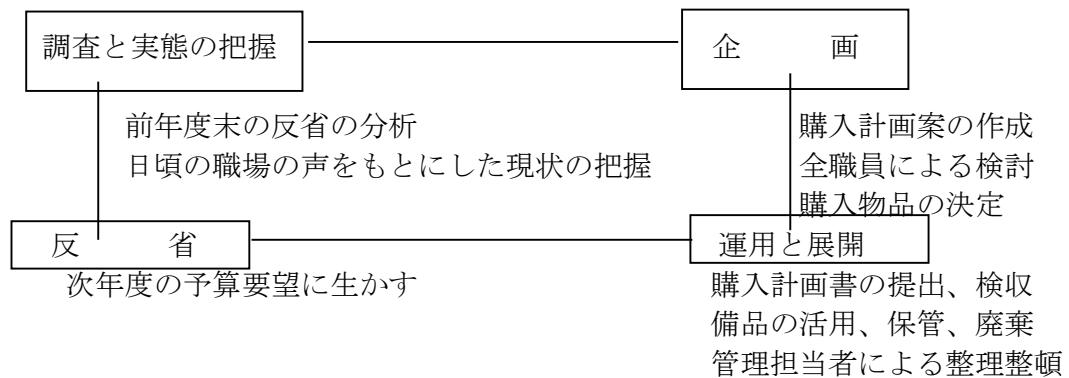 調査と実態の把握
企　　　画
前年度末の反省の分析
日頃の職場の声をもとにした現状の把握
購入計画案の作成
全職員による検討
購入物品の決定
反　　　省
次年度の予算要望に生かす
運用と展開
購入計画書の提出、検収
備品の活用、保管、廃棄
管理担当者による整理整頓